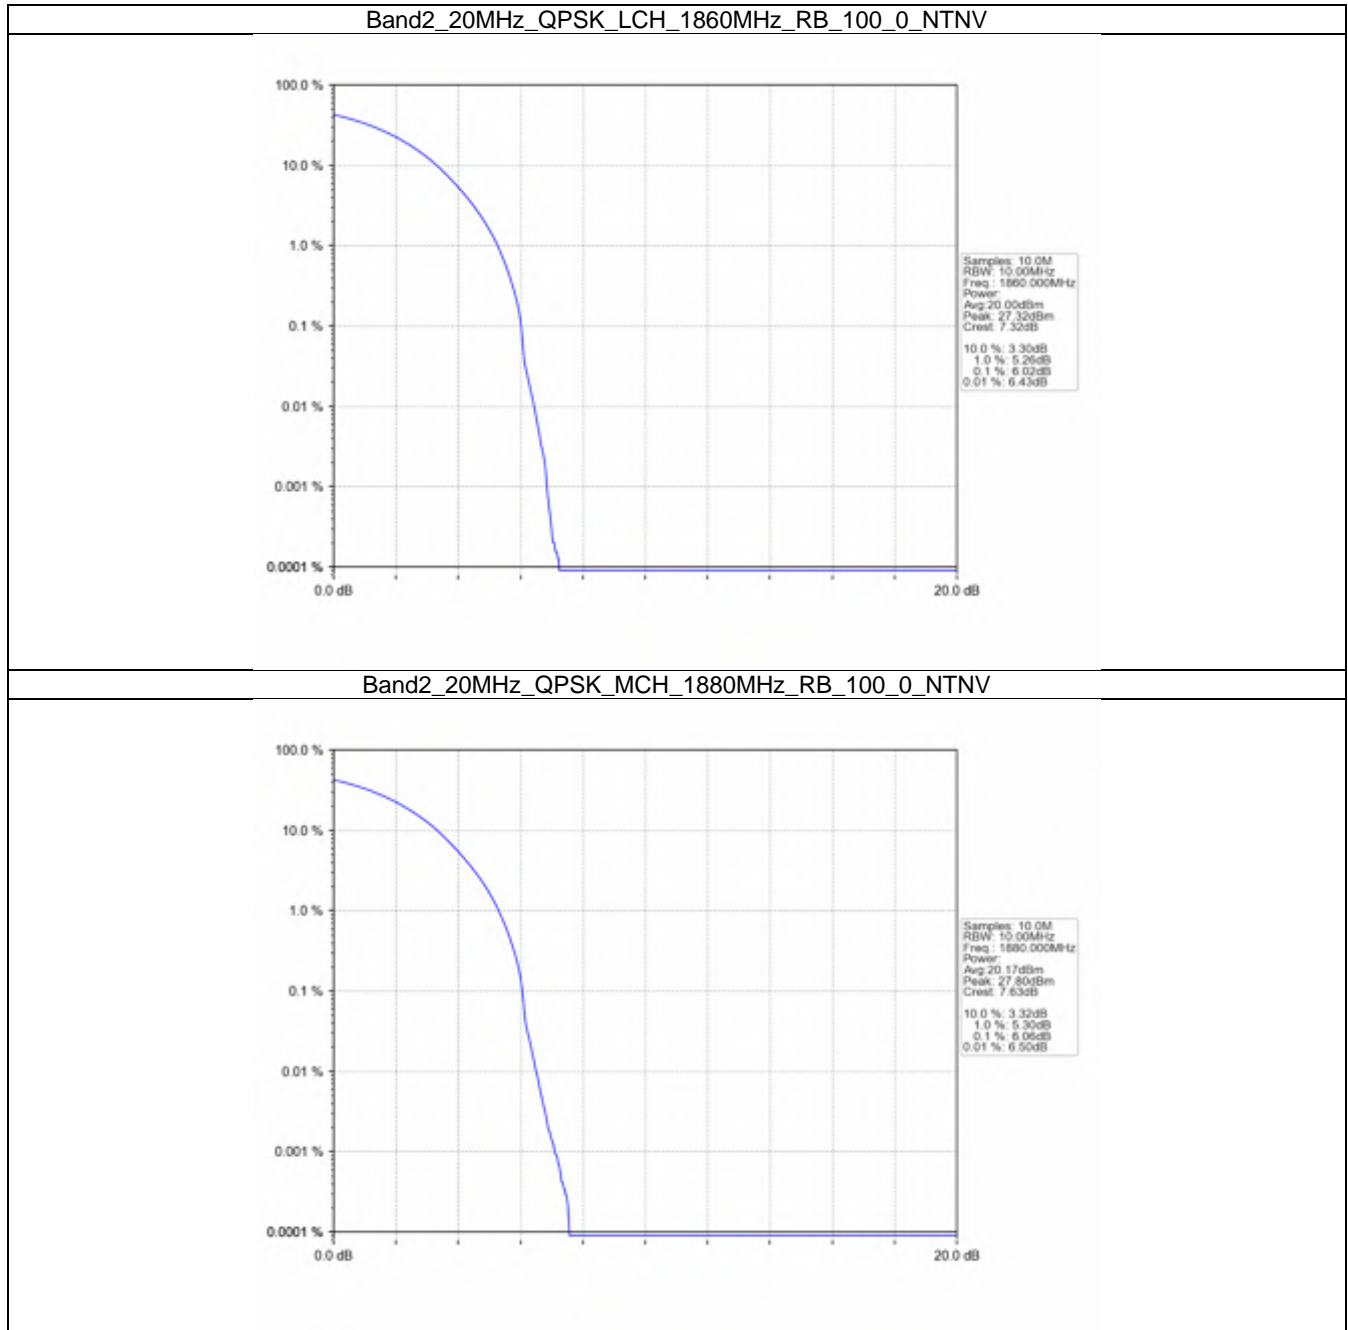 Band2_20MHz_QPSK_LCH_1860MHz_RB_100_0_NTNV
100.0 %
10.0 %
1.0 %
0.1 %
0.01 %
0.001 %
0.0001 %
0.0 dB
20.0 dB
Samples: 10.0M
RBW: 10.00MHz
Freq.: 1860.000MHz
Power:
Avg:20.00dBm
Peak: 27.32dBm
Crest: 7.32dB
10.0 %: 3.30dB
1.0 %: 5.26dB
0.1 %: 6.02dB
0.01 %: 6.43dB
Band2_20MHz_QPSK_MCH_1880MHz_RB_100_0_NTNV
100.0 %
10.0 %
1.0 %
0.1 %
0.01 %
0.001 %
0.0001 %
0.0 dB
20.0 dB
Samples: 10.0M
RBW: 10.00MHz
Freq.: 1880.000MHz
Power:
Avg:20.17dBm
Peak: 27.80dBm
Crest: 7.63dB
10.0 %: 3.32dB
1.0 %: 5.30dB
0.1 %: 6.06dB
0.01 %: 6.50dB